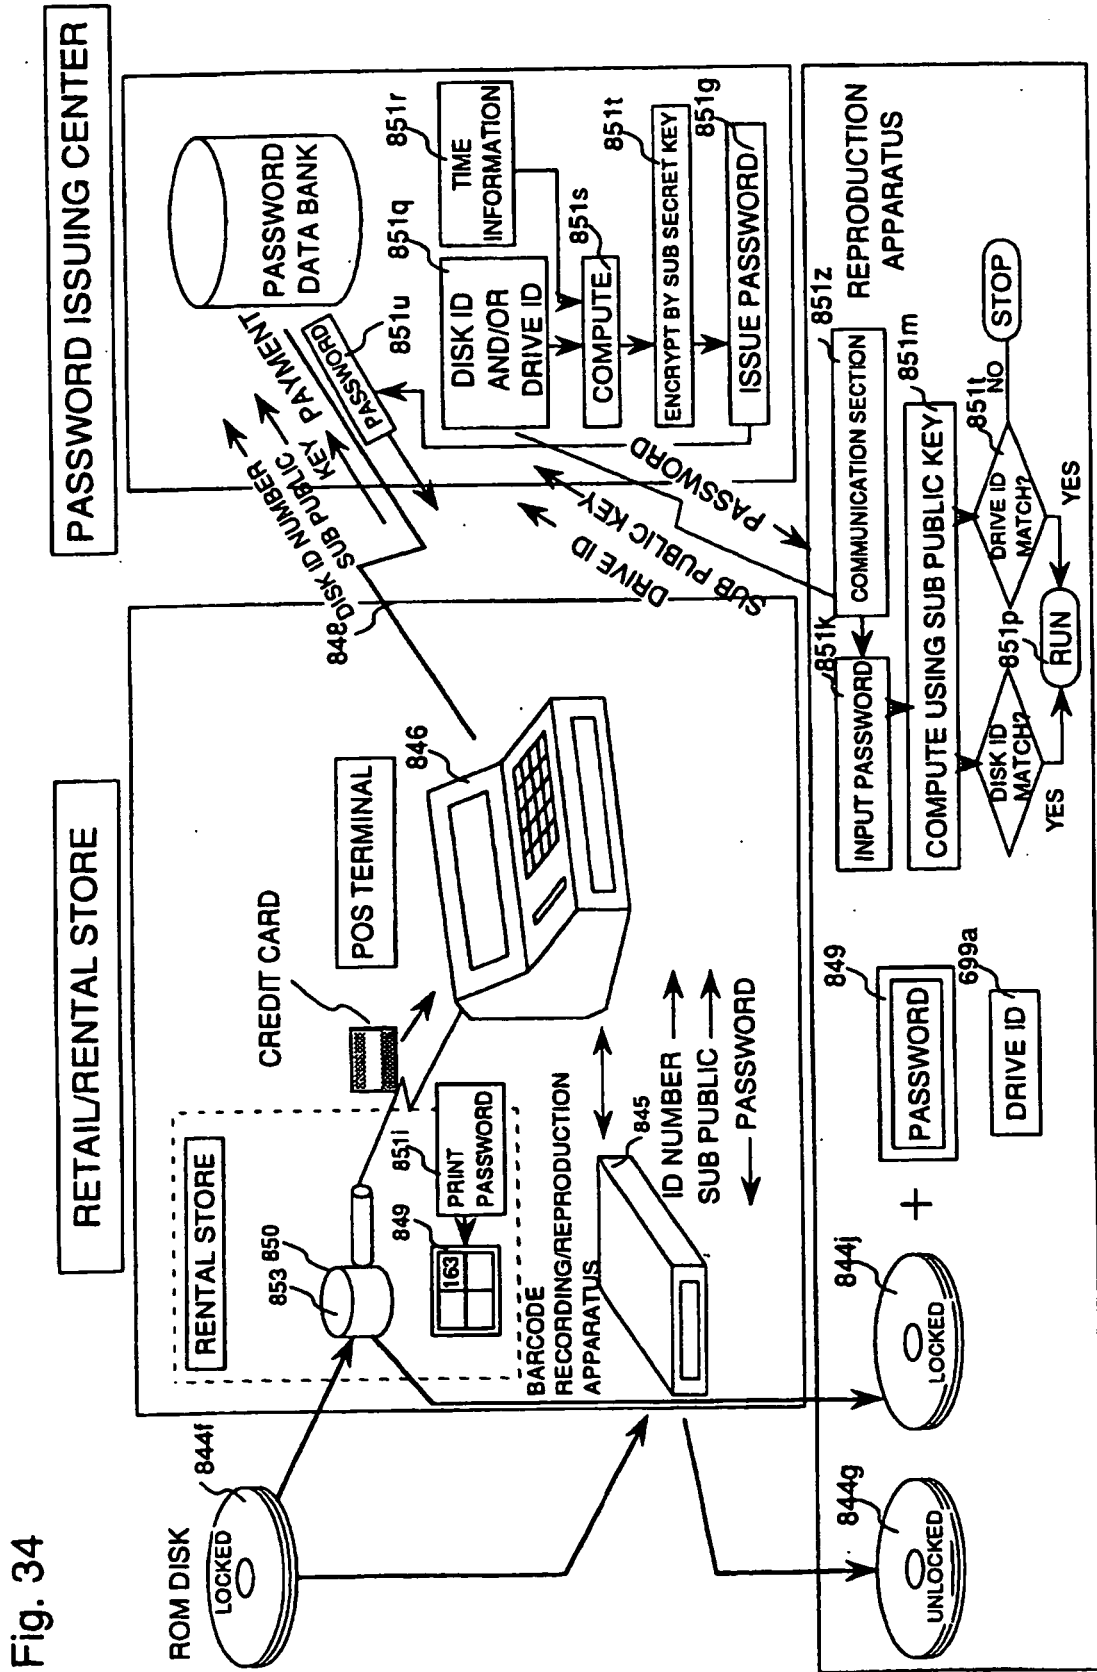 Fig. 34
RETAIL/RENTAL STORE
PASSWORD ISSUING CENTER
ROM DISK
844f
LOCKED
RENTAL STORE
853
850
849
163
851i
PRINT
PASSWORD
CREDIT CARD
POS TERMINAL
846
BARCODE
RECORDING/REPRODUCTION
APPARATUS
845
ID NUMBER
SUB PUBLIC
PASSWORD
848
DISK ID NUMBER
SUB PUBLIC
KEY
PAYMENT
PASSWORD
851u
PASSWORD
DATA BANK
851q
DISK ID
AND/OR
DRIVE ID
851r
TIME
INFORMATION
851s
COMPUTE
851t
ENCRYPT BY SUB SECRET KEY
851g
ISSUE PASSWORD
PASSWORD
SUB PUBLIC KEY
DRIVE ID
844g
UNLOCKED
844j
LOCKED
+
849
PASSWORD
699a
DRIVE ID
REPRODUCTION
APPARATUS
851z
COMMUNICATION SECTION
851k
INPUT PASSWORD
851m
COMPUTE USING SUB PUBLIC KEY
DISK ID
MATCH?
YES
851p
RUN
851t
DRIVE ID
MATCH?
NO
YES
STOP